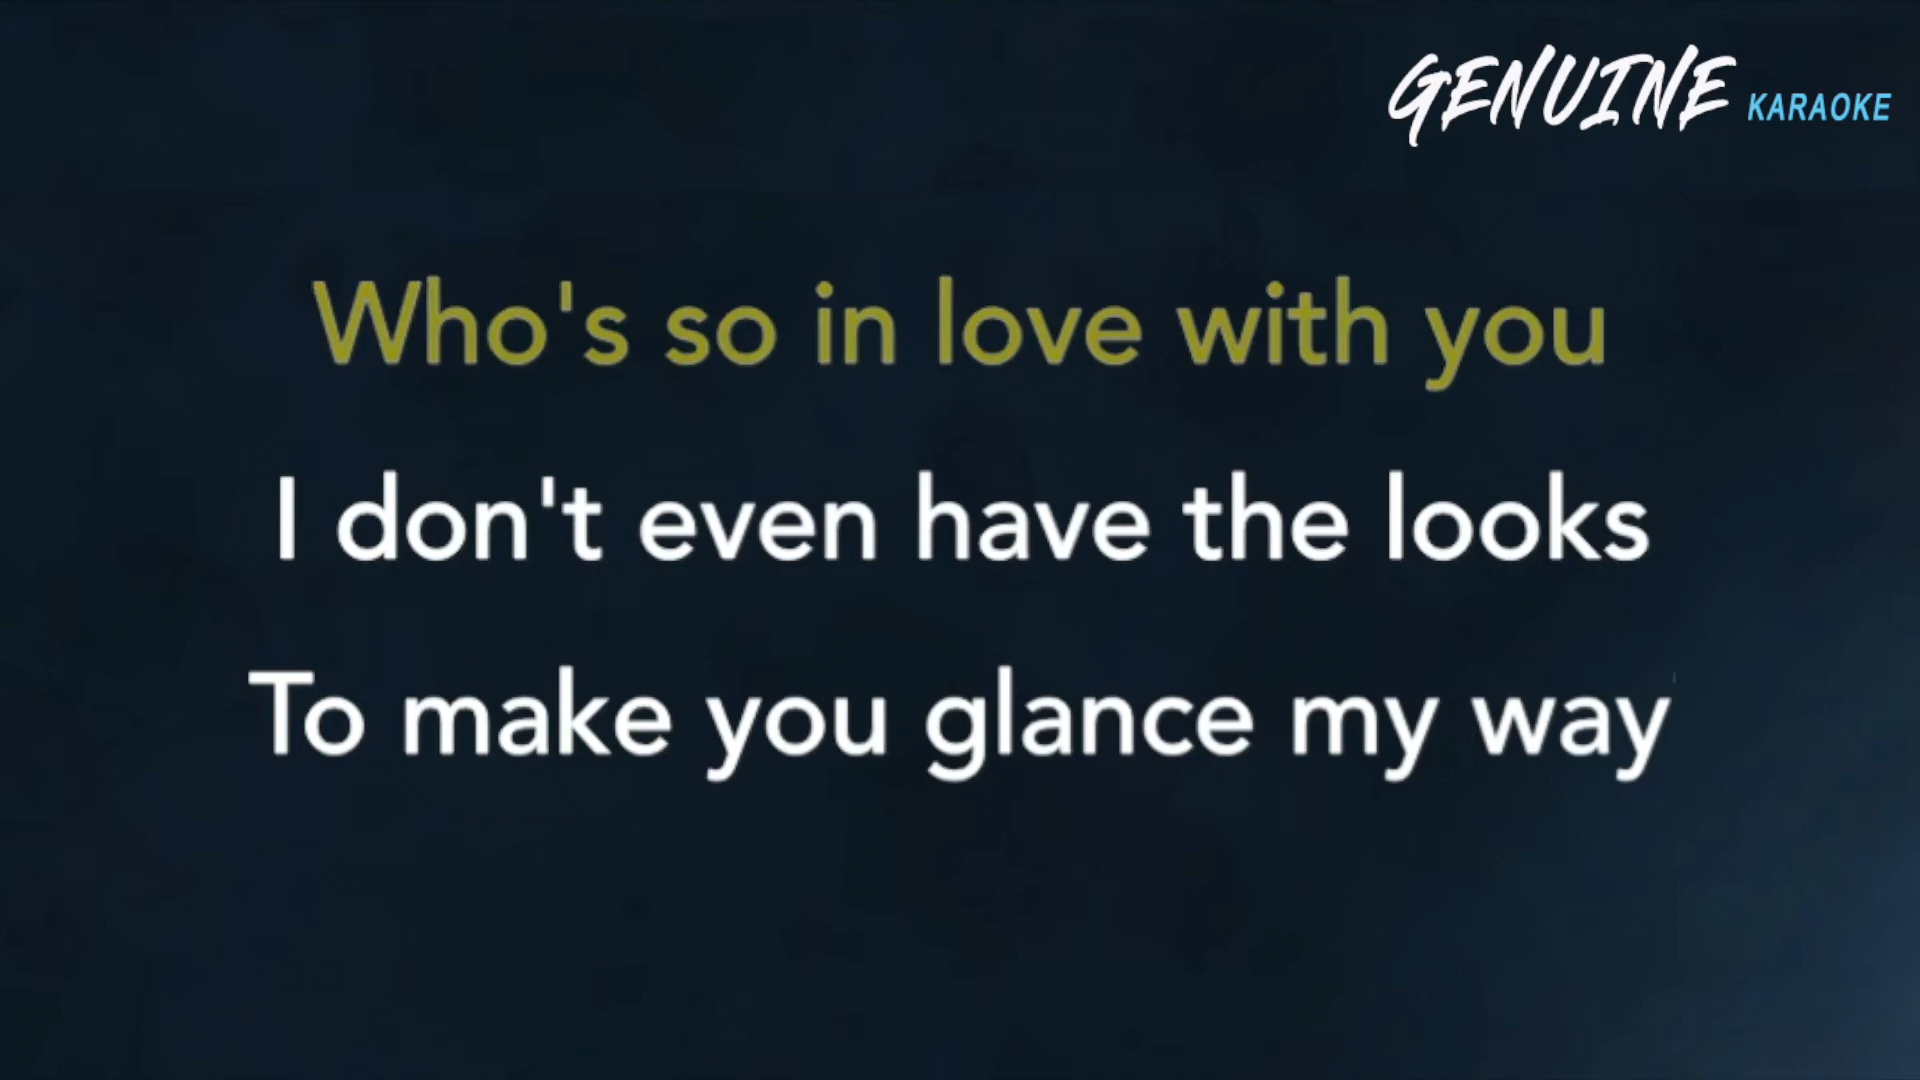 GENUINE KARAOKE
Who's so in love with you
I don't even have the looks
To make you glance my way